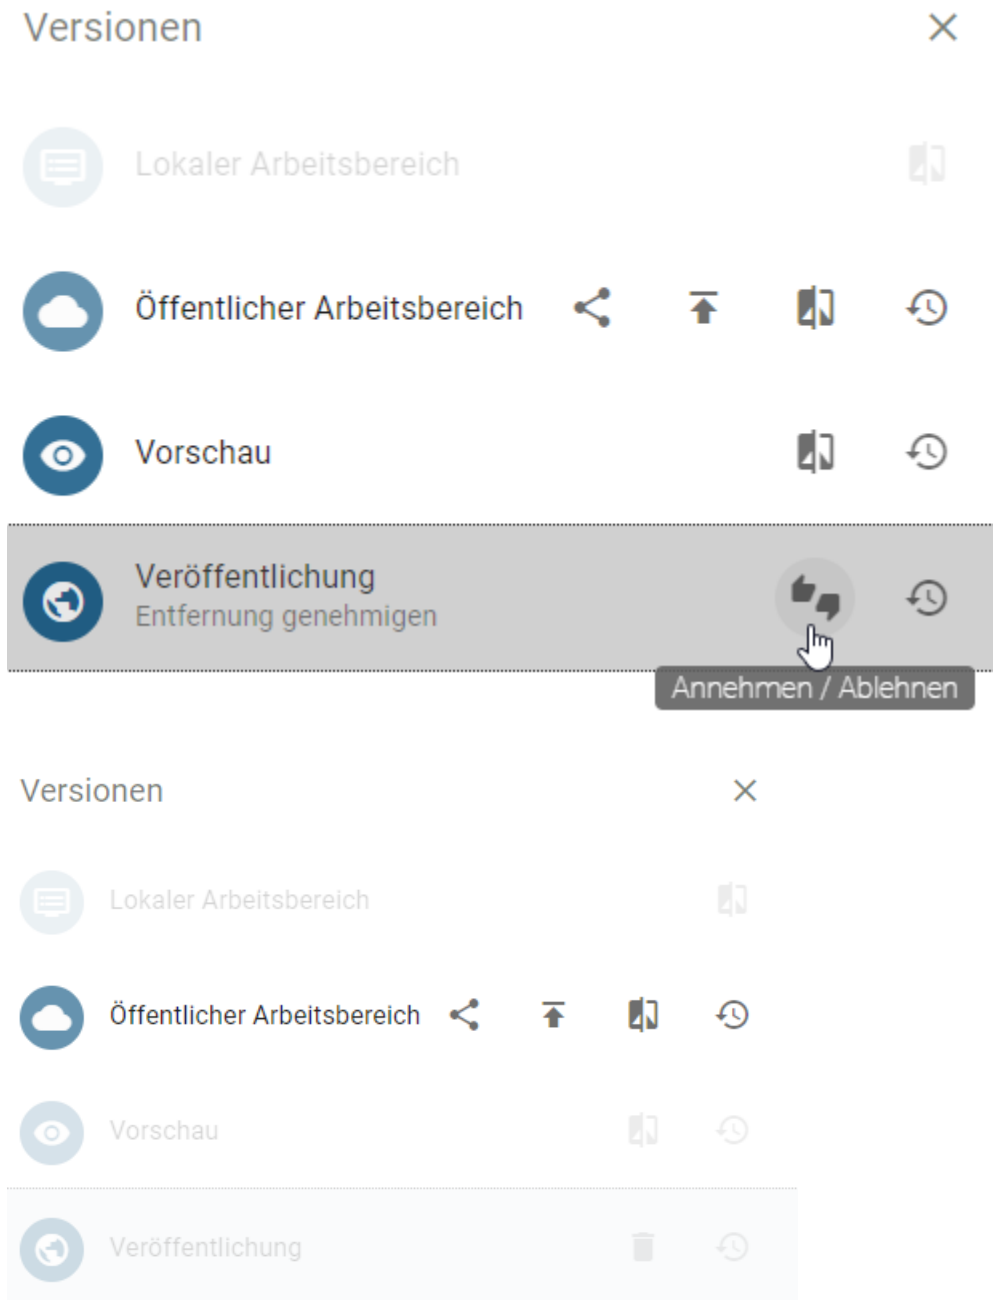 Versionen
Lokaler Arbeitsbereich
Öffentlicher Arbeitsbereich
Vorschau
Veröffentlichung
Entfernung genehmigen
Annehmen / Ablehnen
Versionen
Lokaler Arbeitsbereich
Öffentlicher Arbeitsbereich
Vorschau
Veröffentlichung